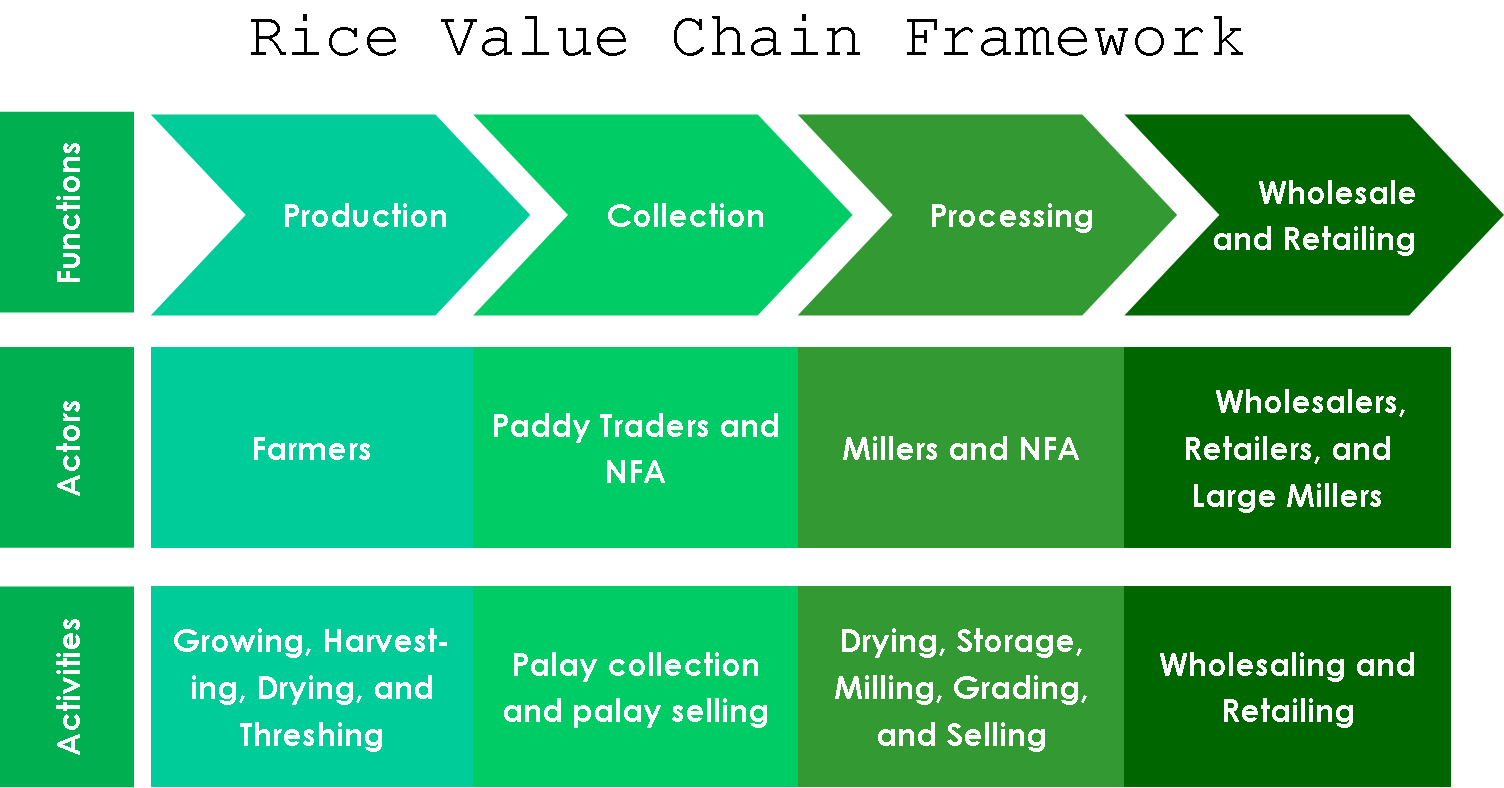 Rice Value Chain Framework
Functions
Production
Collection
Processing
Wholesale
and Retailing
Actors
Farmers
Paddy Traders and
NFA
Millers and NFA
Wholesalers,
Retailers, and
Large Millers
Activities
Growing, Harvest-
ing, Drying, and
Threshing
Palay collection
and palay selling
Drying, Storage,
Milling, Grading,
and Selling
Wholesaling and
Retailing